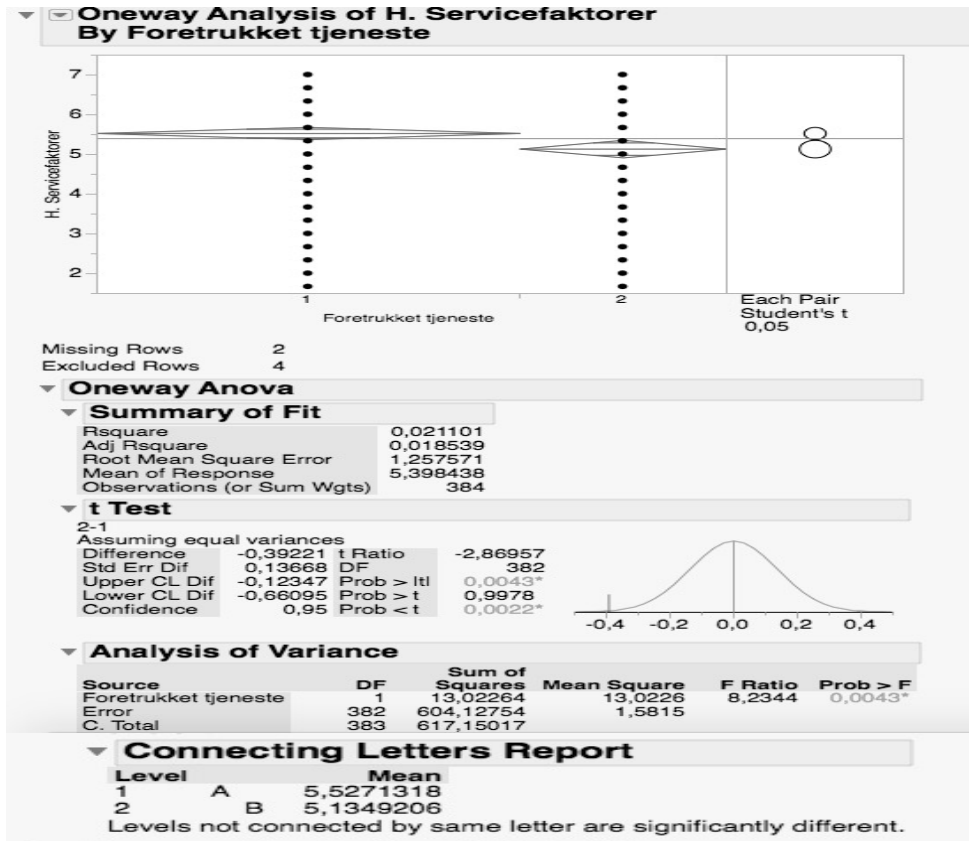 Oneway Analysis of H. Servicefaktorer
By Foretrukket tjeneste
7
6
5
4
3
2
H. Servicefaktorer
1 2
Foretrukket tjeneste
Each Pair
Student's t
0,05
Missing Rows 2
Excluded Rows 4
Oneway Anova
Summary of Fit
Rsquare 0,021101
Adj Rsquare 0,018539
Root Mean Square Error 1,257571
Mean of Response 5,398438
Observations (or Sum Wgts) 384
t Test
2-1
Assuming equal variances
Difference -0,39221 t Ratio -2,86957
Std Err Dif 0,13668 DF 382
Upper CL Dif -0,12347 Prob > |t| 0,0043*
Lower CL Dif -0,66095 Prob > t 0,9978
Confidence 0,95 Prob < t 0,0022*
-0,4 -0,2 0,0 0,2 0,4
Analysis of Variance
Source DF Sum of Squares Mean Square F Ratio Prob > F
Foretrukket tjeneste 1 13,02264 13,0226 8,2344 0,0043*
Error 382 604,12754 1,5815
C. Total 383 617,15017
Connecting Letters Report
Level Mean
1 A 5,5271318
2 B 5,1349206
Levels not connected by same letter are significantly different.